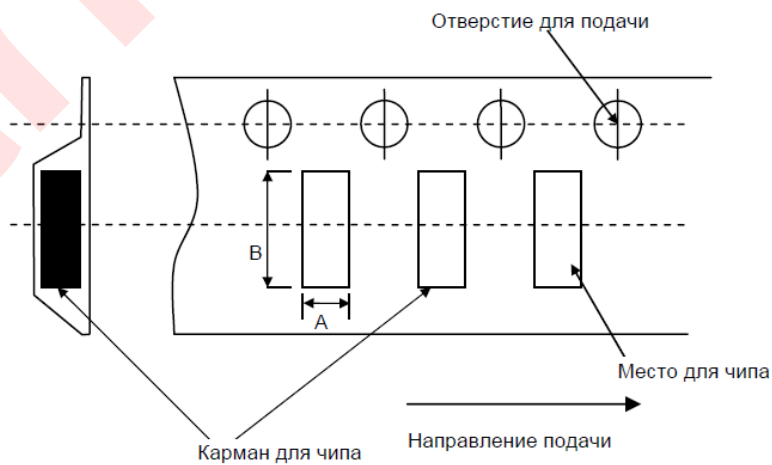 Отверстие для подачи
B
A
Место для чипа
Направление подачи
Карман для чипа